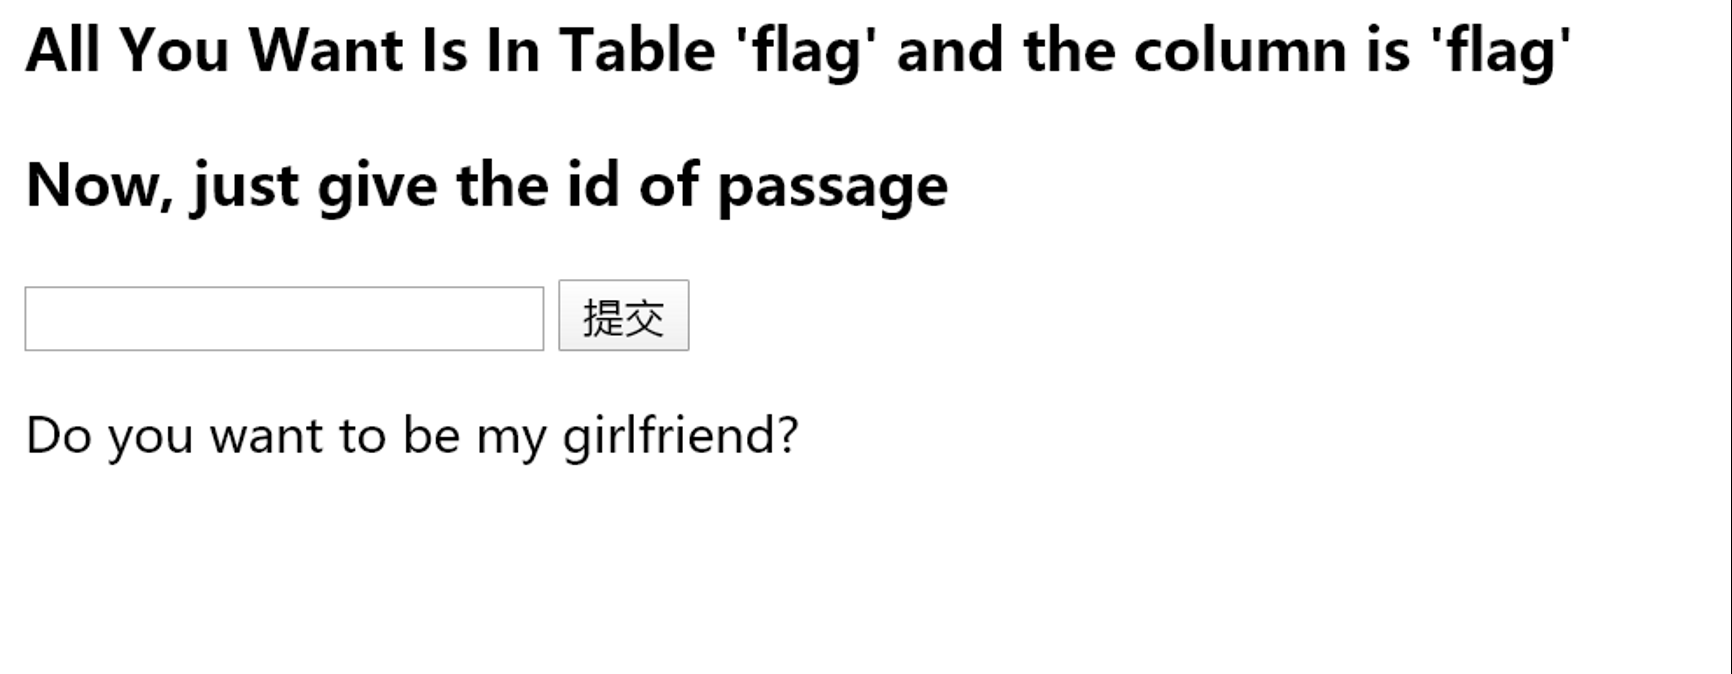 All You Want Is In Table 'flag' and the column is 'flag'
Now, just give the id of passage
提交
Do you want to be my girlfriend?